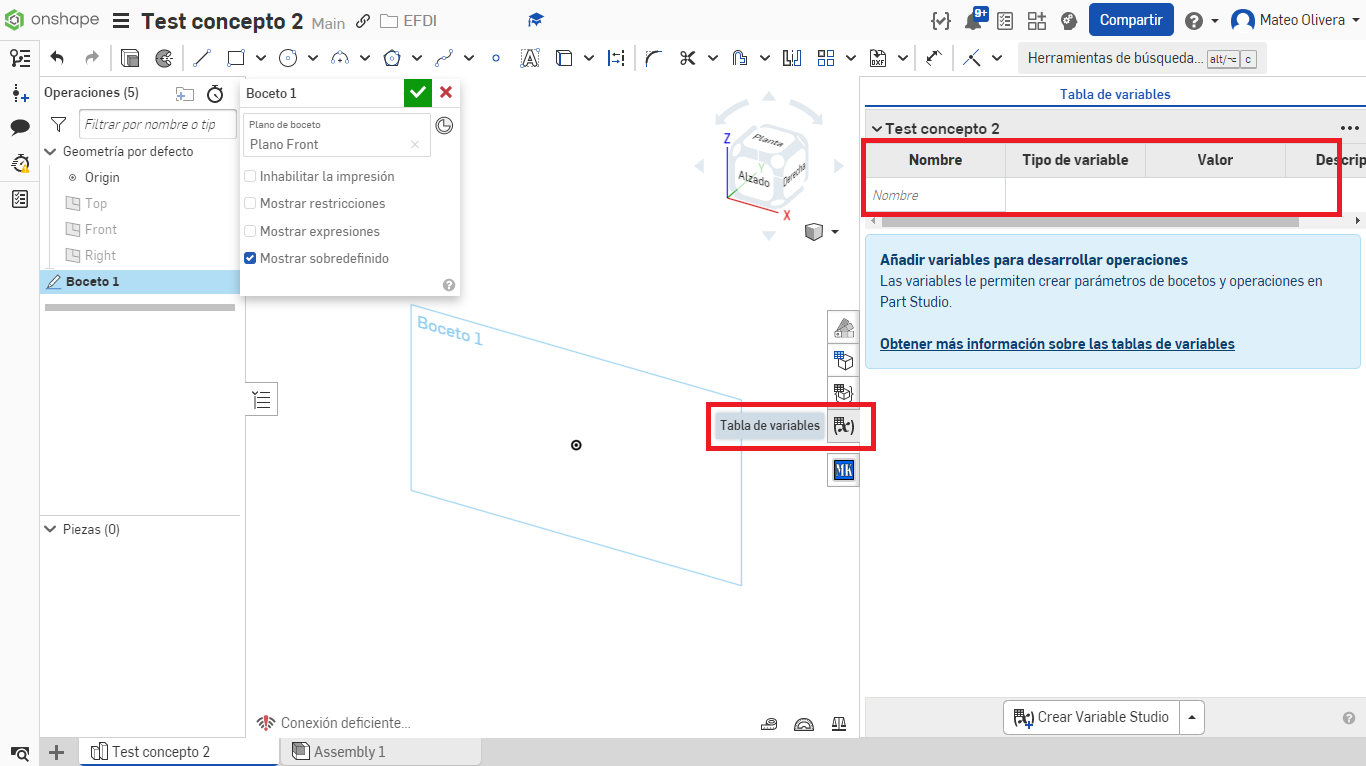 onshape Test concepto 2 Main EFDI 9+ Compartir Mateo Olivera
DXF Herramientas de búsqueda... alt/⌥ c
Operaciones (5)
Filtrar por nombre o tip
Geometría por defecto
Origin
Top
Front
Right
Boceto 1
Piezas (0)
Boceto 1
Plano de boceto
Plano Front
Inhabilitar la impresión
Mostrar restricciones
Mostrar expresiones
Mostrar sobredefinido
Z
Planta
Y
Alzado
Derecha
X
Boceto 1
Tabla de variables
MK
Tabla de variables
Test concepto 2
Nombre Tipo de variable Valor Descrip
Nombre
Añadir variables para desarrollar operaciones
Las variables le permiten crear parámetros de bocetos y operaciones en
Part Studio.
Obtener más información sobre las tablas de variables
Conexión deficiente...
Crear Variable Studio
Test concepto 2 Assembly 1